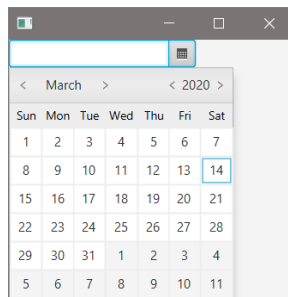 < March > < 2020 >
Sun Mon Tue Wed Thu Fri Sat
1 2 3 4 5 6 7
8 9 10 11 12 13 14
15 16 17 18 19 20 21
22 23 24 25 26 27 28
29 30 31 1 2 3 4
5 6 7 8 9 10 11